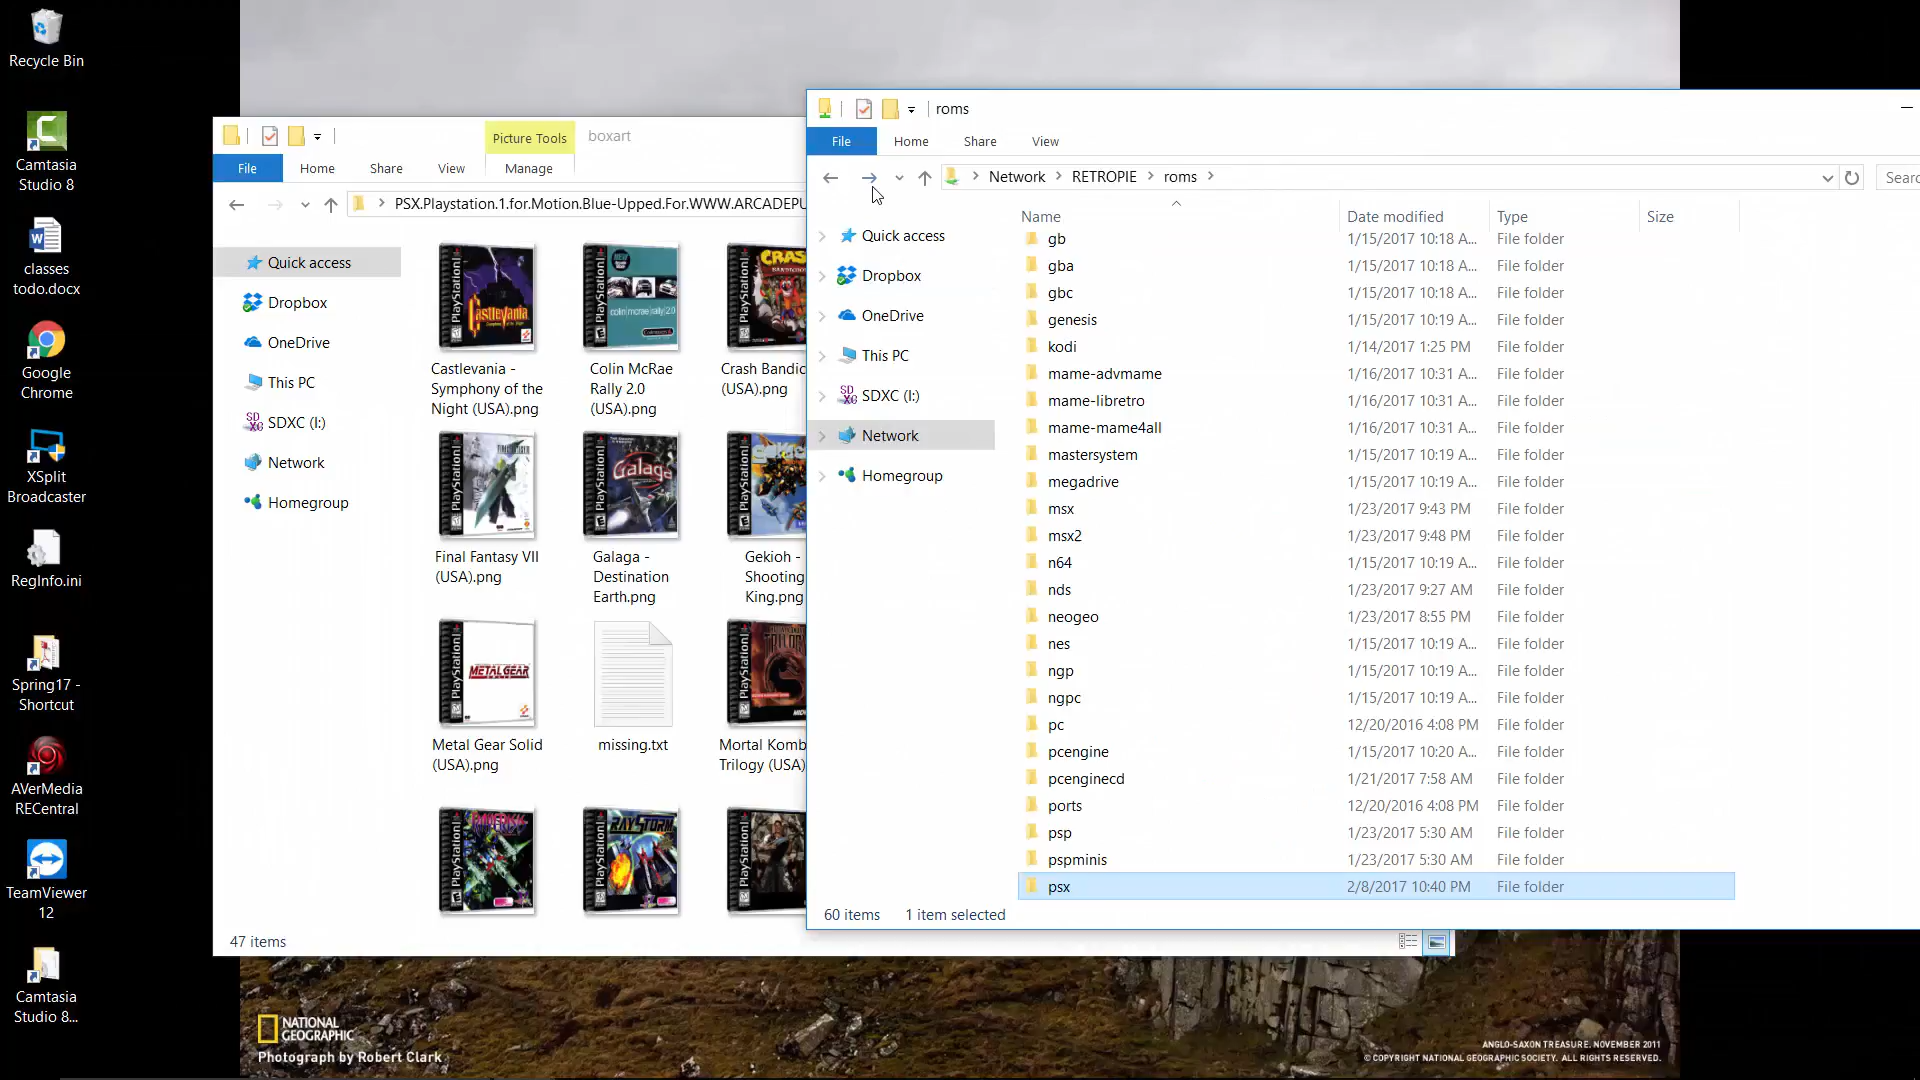 Recycle Bin
Camtasia
Studio 8
classes
todo.docx
Google
Chrome
XSplit
Broadcaster
RegInfo.ini
Spring17 -
Shortcut
AVerMedia
RECentral
TeamViewer
12
Camtasia
Studio 8...
Picture Tools
boxart
File
Home
Share
View
Manage
PSX.Playstation.1.for.Motion.Blue-Upped.For.WWW.ARCADEPU
Quick access
Dropbox
OneDrive
This PC
SDXC (I:)
Network
Homegroup
Castlevania -
Symphony of the
Night (USA).png
Colin McRae
Rally 2.0
(USA).png
Crash Bandic
(USA).png
Final Fantasy VII
(USA).png
Galaga -
Destination
Earth.png
Gekioh -
Shooting
King.png
Metal Gear Solid
(USA).png
missing.txt
Mortal Komb
Trilogy (USA)
47 items
roms
File
Home
Share
View
Network
RETROPIE
roms
Searc
Quick access
Dropbox
OneDrive
This PC
SDXC (I:)
Network
Homegroup
Name Date modified Type Size
gb 1/15/2017 10:18 A... File folder
gba 1/15/2017 10:18 A... File folder
gbc 1/15/2017 10:18 A... File folder
genesis 1/15/2017 10:19 A... File folder
kodi 1/14/2017 1:25 PM File folder
mame-advmame 1/16/2017 10:31 A... File folder
mame-libretro 1/16/2017 10:31 A... File folder
mame-mame4all 1/16/2017 10:31 A... File folder
mastersystem 1/15/2017 10:19 A... File folder
megadrive 1/15/2017 10:19 A... File folder
msx 1/23/2017 9:43 PM File folder
msx2 1/23/2017 9:48 PM File folder
n64 1/15/2017 10:19 A... File folder
nds 1/23/2017 9:27 AM File folder
neogeo 1/23/2017 8:55 PM File folder
nes 1/15/2017 10:19 A... File folder
ngp 1/15/2017 10:19 A... File folder
ngpc 1/15/2017 10:19 A... File folder
pc 12/20/2016 4:08 PM File folder
pcengine 1/15/2017 10:20 A... File folder
pcenginecd 1/21/2017 7:58 AM File folder
ports 12/20/2016 4:08 PM File folder
psp 1/23/2017 5:30 AM File folder
pspminis 1/23/2017 5:30 AM File folder
psx 2/8/2017 10:40 PM File folder
60 items 1 item selected
NATIONAL
GEOGRAPHIC
Photograph by Robert Clark
ANGLO-SAXON TREASURE, NOVEMBER 2011
© COPYRIGHT NATIONAL GEOGRAPHIC SOCIETY. ALL RIGHTS RESERVED.